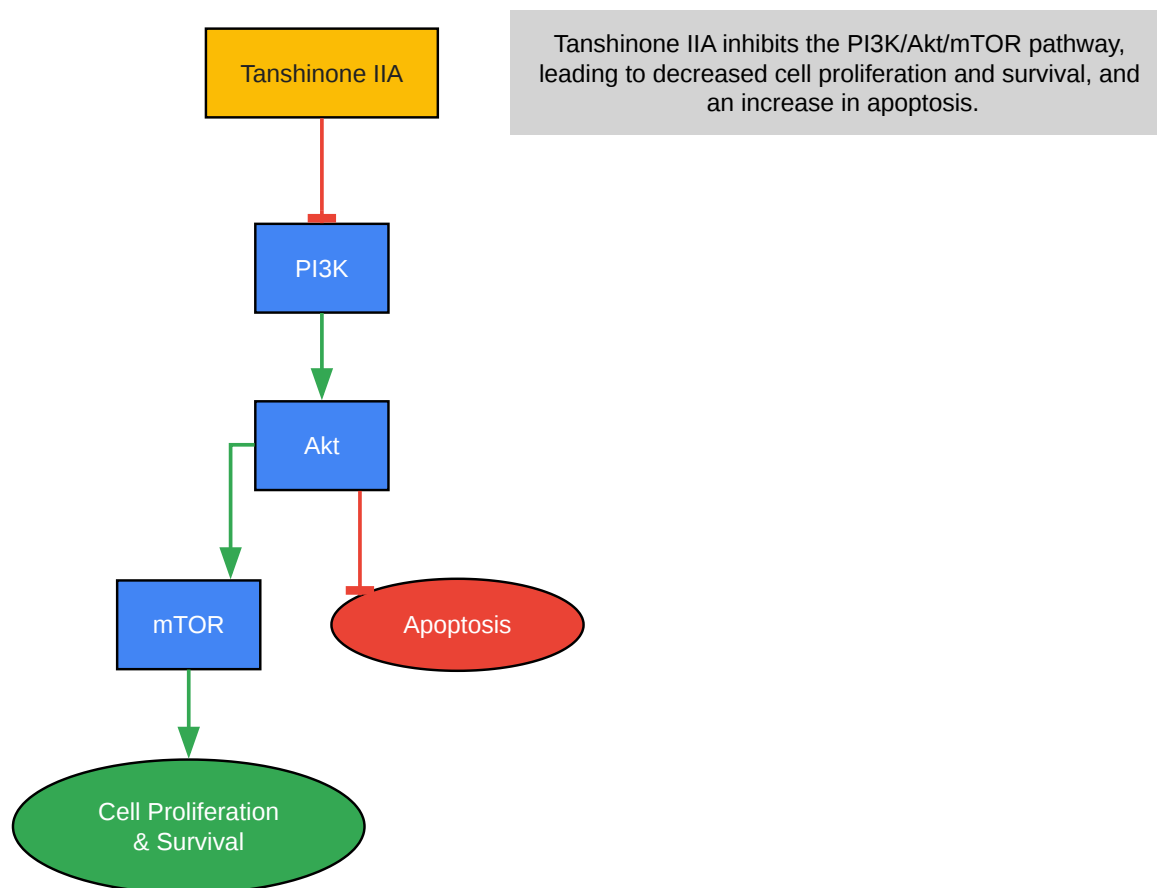 Tanshinone IIA
Tanshinone IIA inhibits the PI3K/Akt/mTOR pathway,
leading to decreased cell proliferation and survival, and
an increase in apoptosis.
PI3K
Akt
mTOR
Apoptosis
Cell Proliferation
& Survival